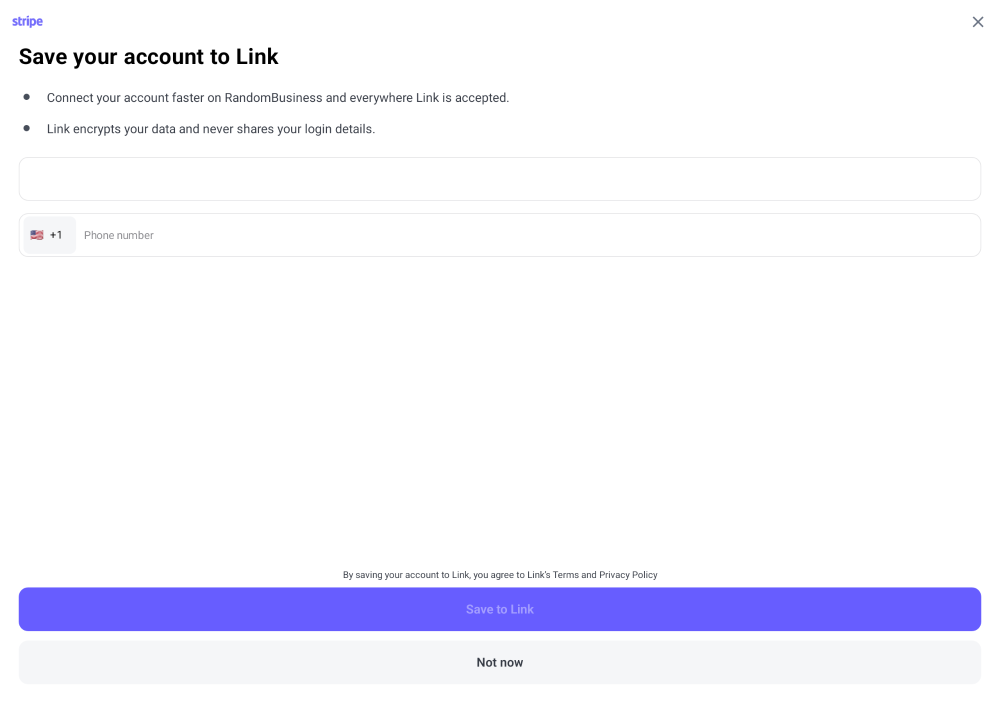 stripe
Save your account to Link
Connect your account faster on RandomBusiness and everywhere Link is accepted.
Link encrypts your data and never shares your login details.
+1 Phone number
By saving your account to Link, you agree to Link's Terms and Privacy Policy
Save to Link
Not now